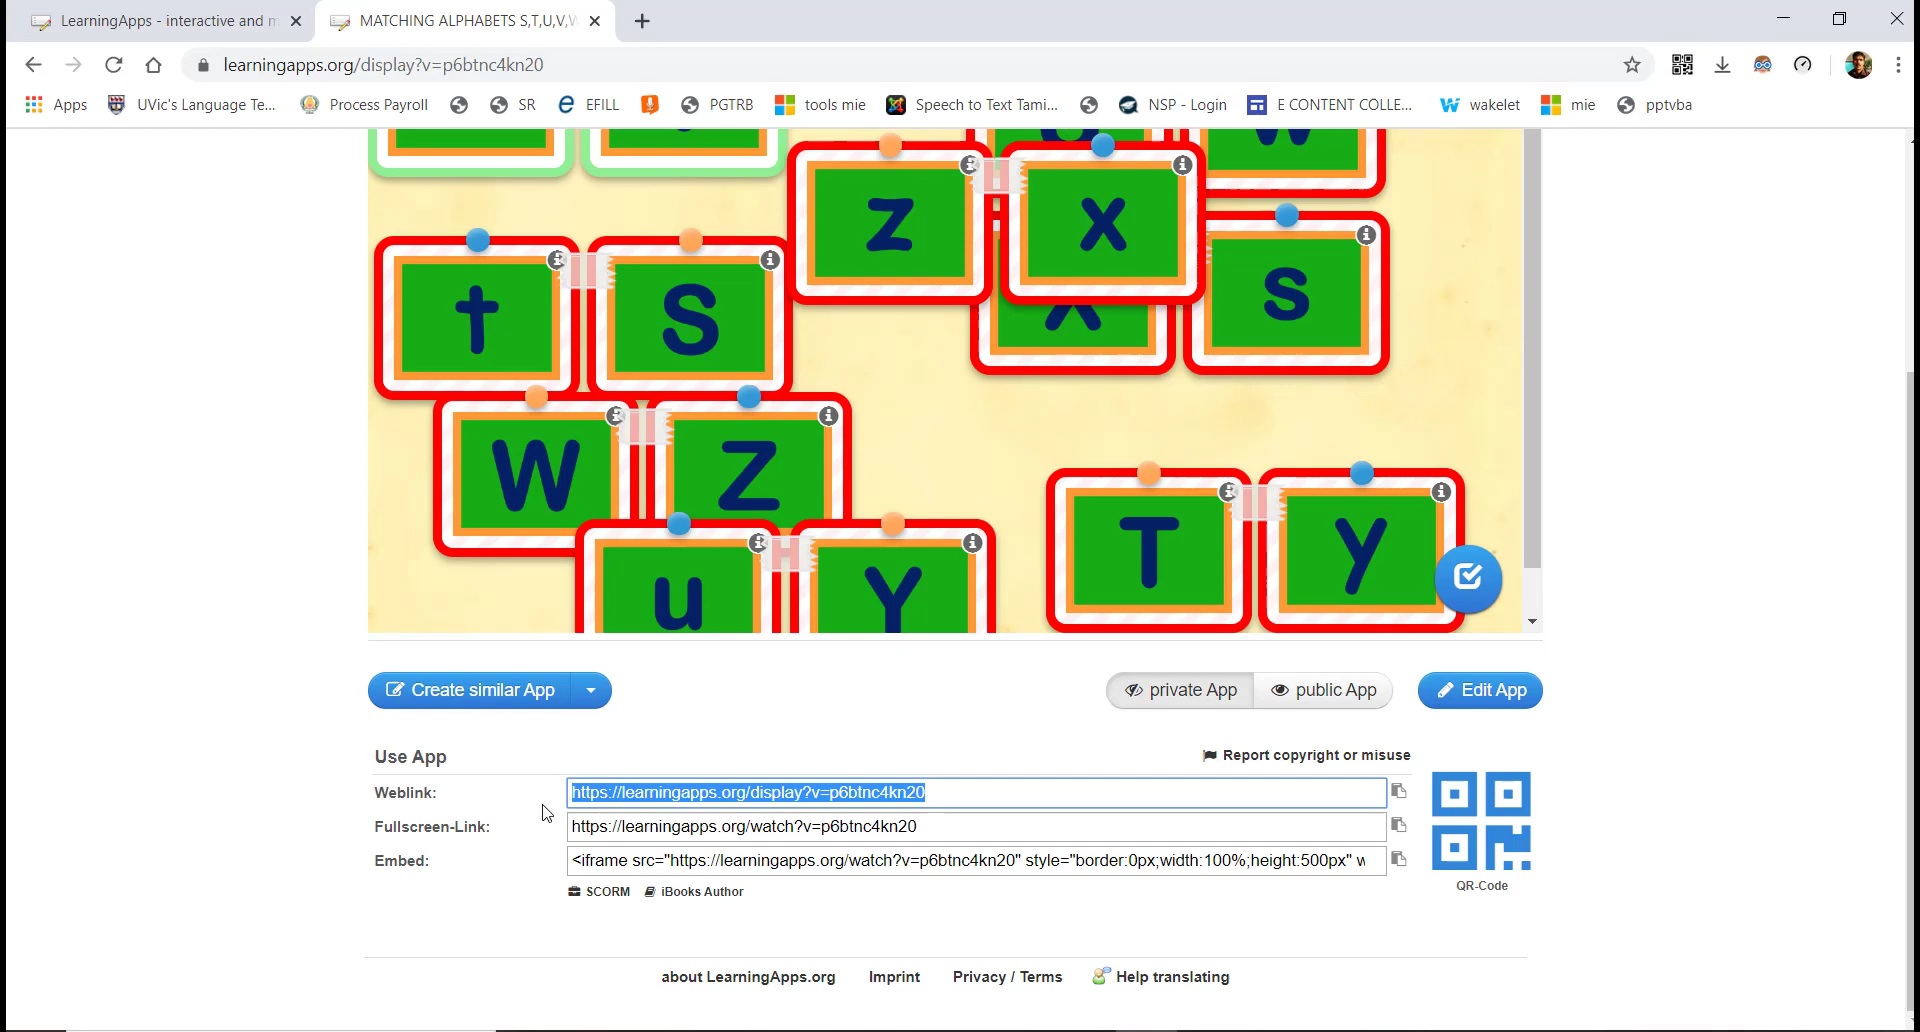 LearningApps - interactive and m
MATCHING ALPHABETS S,T,U,V,W
learningapps.org/display?v=p6btnc4kn20
Apps UVic's Language Te... Process Payroll SR EFILL PGTRB tools mie Speech to Text Tami... NSP - Login E CONTENT COLLE... wakelet mie pptvba
w
z x
x s
t S
W Z
T y
u Y
Create similar App private App public App Edit App
Use App Report copyright or misuse
Weblink: https://learningapps.org/display?v=p6btnc4kn20
Fullscreen-Link: https://learningapps.org/watch?v=p6btnc4kn20
Embed: <iframe src="https://learningapps.org/watch?v=p6btnc4kn20" style="border:0px;width:100%;height:500px" w
SCORM iBooks Author QR-Code
about LearningApps.org Imprint Privacy / Terms Help translating